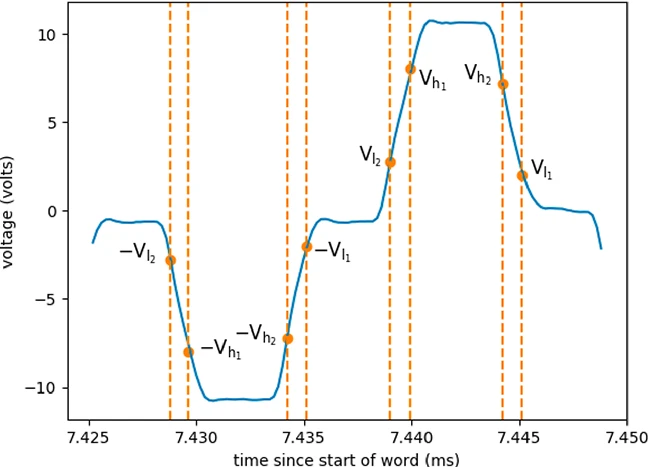 10
5
0
−5
−10
voltage (volts)
Vh₁
Vh₂
Vl₂
Vl₁
−Vl₂
−Vl₁
−Vh₂
−Vh₁
7.425 7.430 7.435 7.440 7.445 7.450
time since start of word (ms)